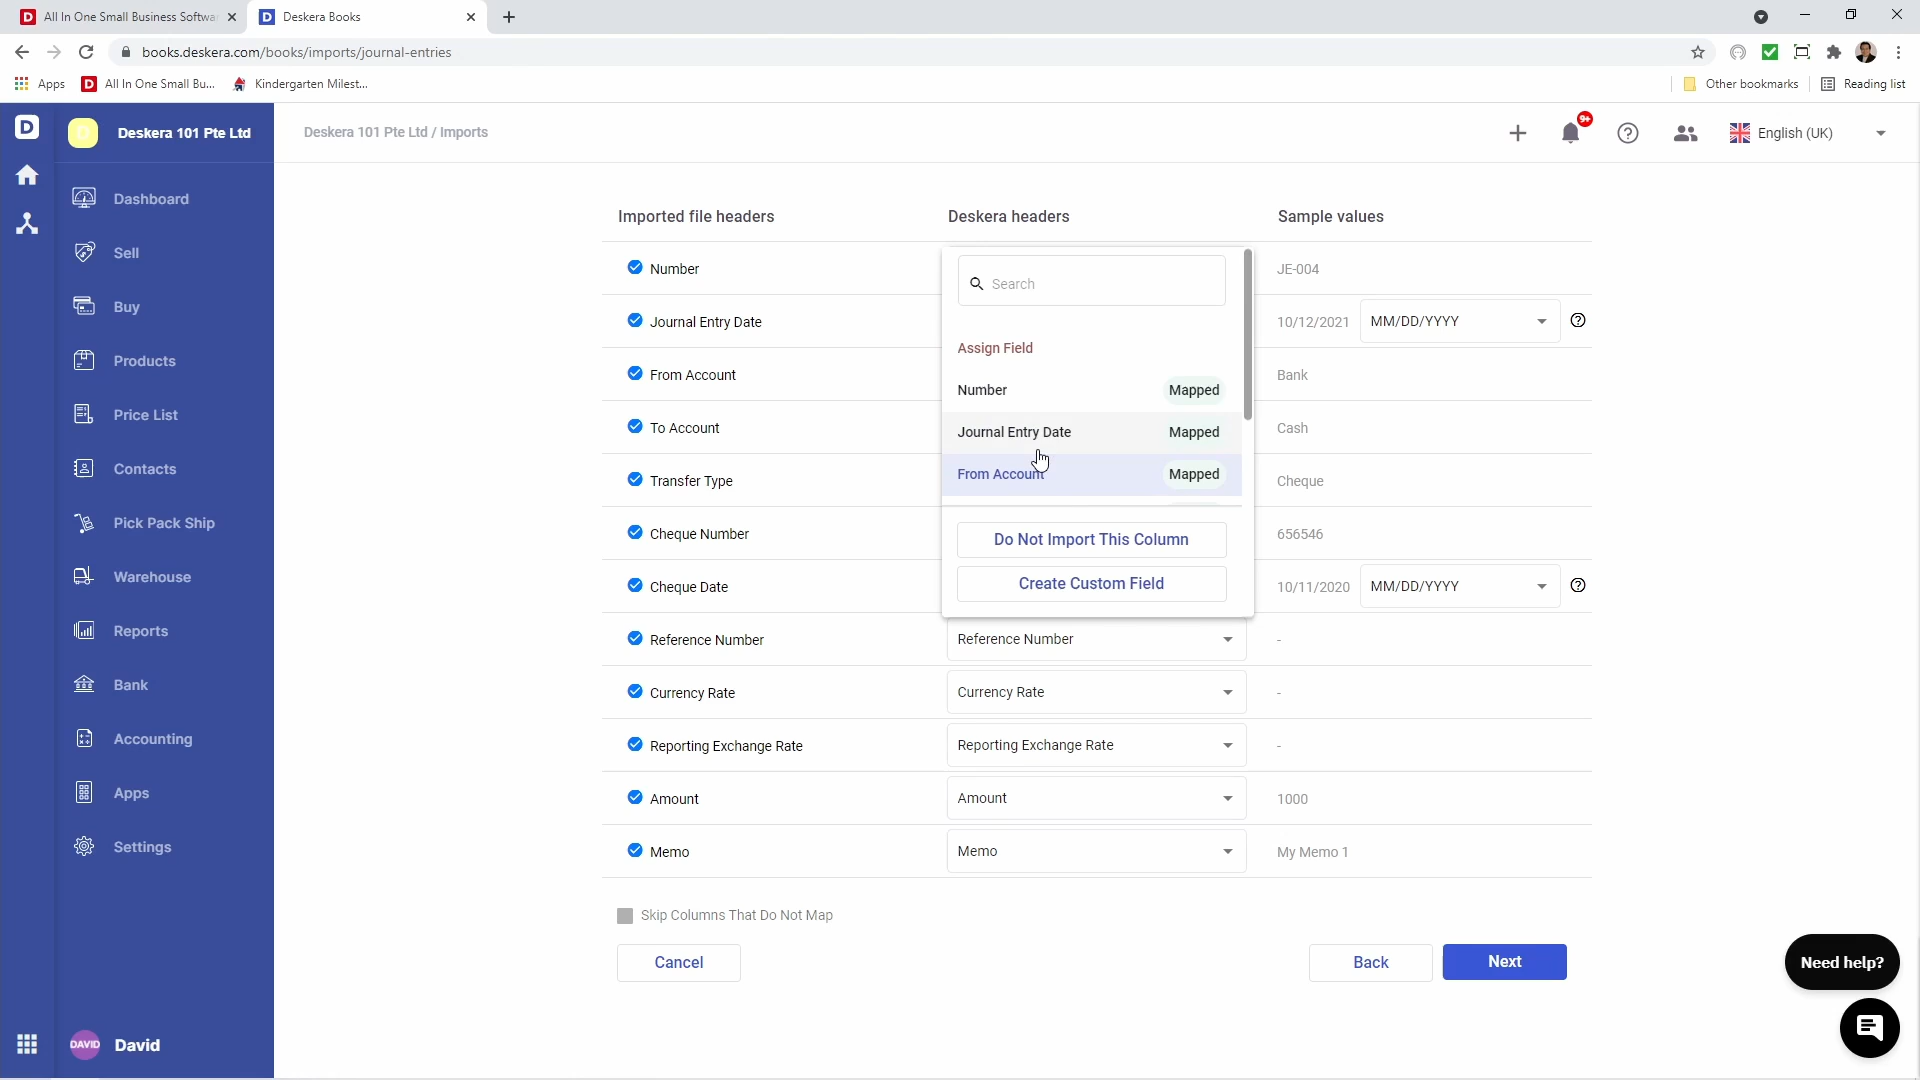 All In One Small Business Softwa
Deskera Books
books.deskera.com/books/imports/journal-entries
Apps
All In One Small Bu...
Kindergarten Milest...
Other bookmarks
Reading list
D
Deskera 101 Pte Ltd
Deskera 101 Pte Ltd / Imports
9+
English (UK)
Dashboard
Sell
Buy
Products
Price List
Contacts
Pick Pack Ship
Warehouse
Reports
Bank
Accounting
Apps
Settings
DAVID
David
Imported file headers
Deskera headers
Sample values
Number
JE-004
Journal Entry Date
10/12/2021
MM/DD/YYYY
From Account
Bank
To Account
Cash
Transfer Type
Cheque
Cheque Number
656546
Cheque Date
10/11/2020
MM/DD/YYYY
Search
Assign Field
Number
Mapped
Journal Entry Date
Mapped
From Account
Mapped
Do Not Import This Column
Create Custom Field
Reference Number
Reference Number
-
Currency Rate
Currency Rate
-
Reporting Exchange Rate
Reporting Exchange Rate
-
Amount
Amount
1000
Memo
Memo
My Memo 1
Skip Columns That Do Not Map
Cancel
Back
Next
Need help?